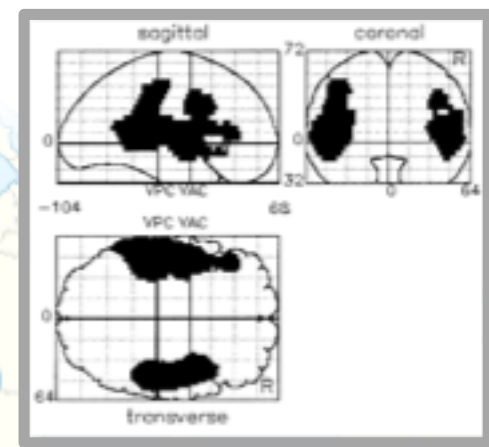 sagittal
coronal
72
R
0
0
VPC VAC
32
0
64
-104
68
VPC VAC
0
64
R
transverse